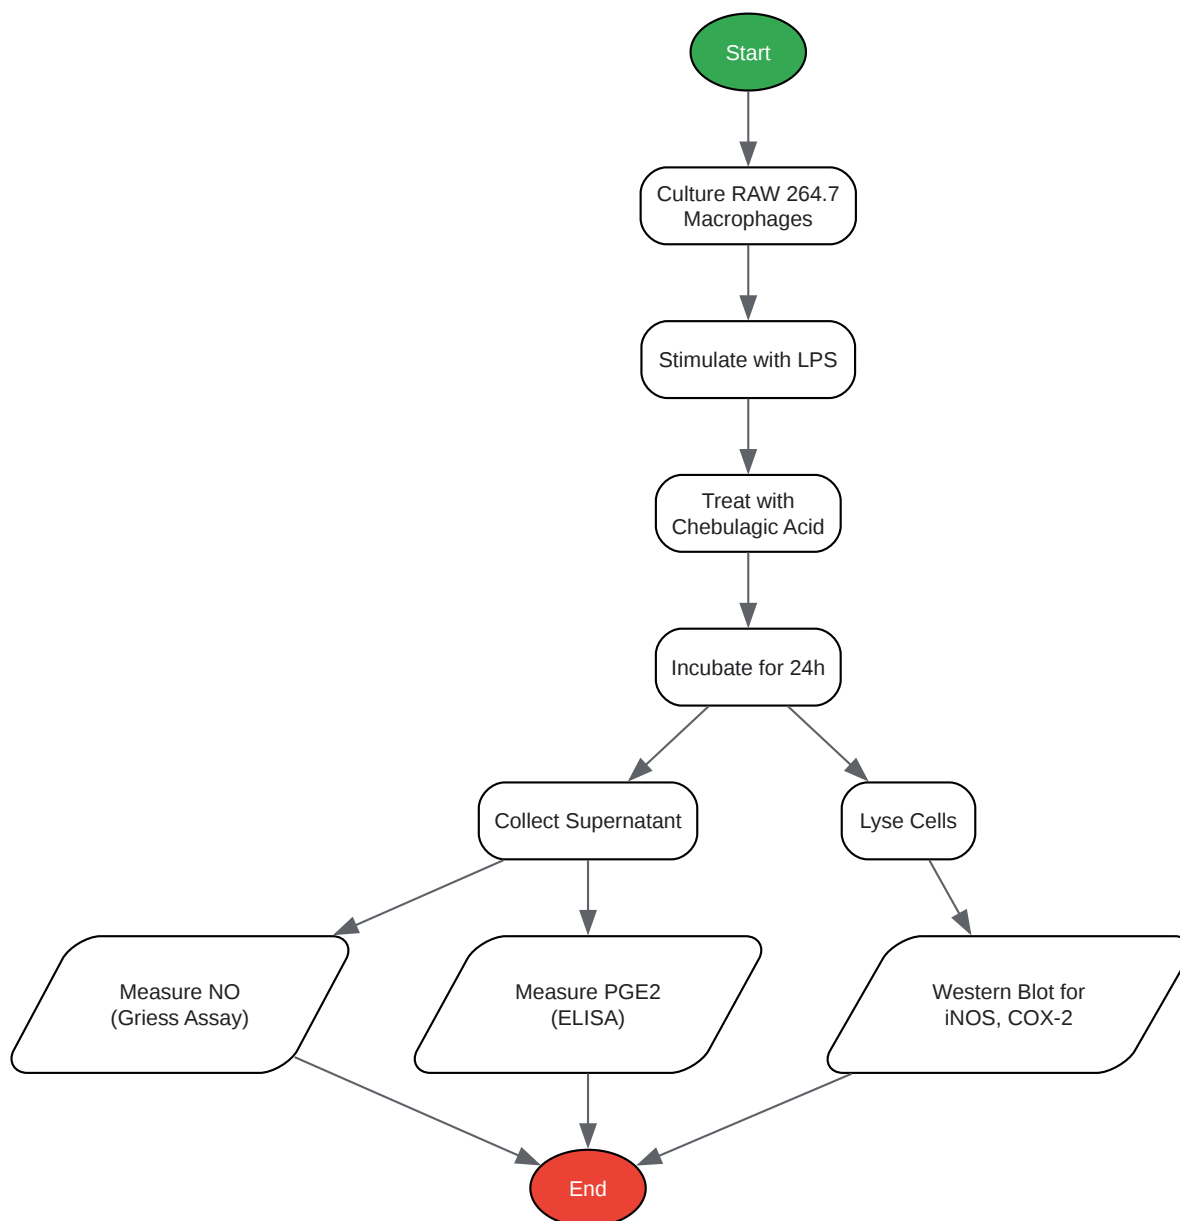 Start
Culture RAW 264.7
Macrophages
Stimulate with LPS
Treat with
Chebulagic Acid
Incubate for 24h
Collect Supernatant
Lyse Cells
Measure NO
(Griess Assay)
Measure PGE2
(ELISA)
Western Blot for
iNOS, COX-2
End